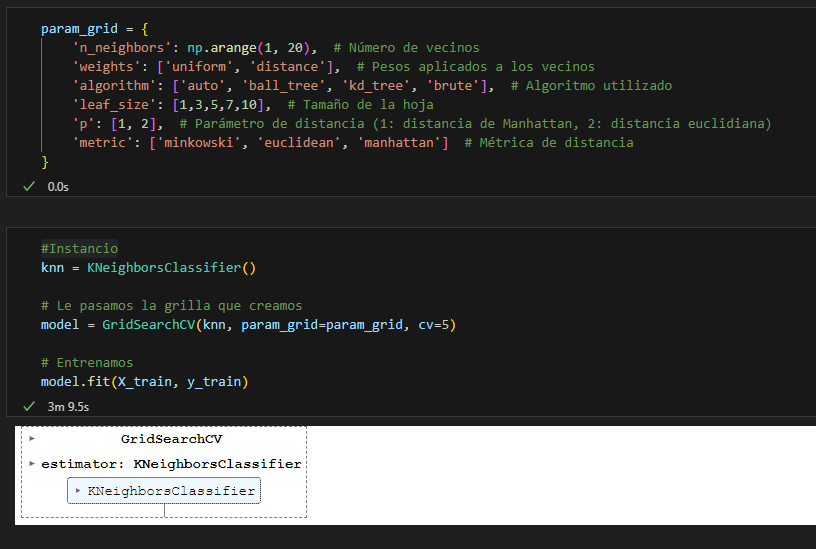 param_grid = {
    'n_neighbors': np.arange(1, 20),  # Número de vecinos
    'weights': ['uniform', 'distance'],  # Pesos aplicados a los vecinos
    'algorithm': ['auto', 'ball_tree', 'kd_tree', 'brute'],  # Algoritmo utilizado
    'leaf_size': [1,3,5,7,10],  # Tamaño de la hoja
    'p': [1, 2],  # Parámetro de distancia (1: distancia de Manhattan, 2: distancia euclidiana)
    'metric': ['minkowski', 'euclidean', 'manhattan']  # Métrica de distancia
}
0.0s
#Instancio
knn = KNeighborsClassifier()
# Le pasamos la grilla que creamos
model = GridSearchCV(knn, param_grid=param_grid, cv=5)
# Entrenamos
model.fit(X_train, y_train)
3m 9.5s
GridSearchCV
estimator: KNeighborsClassifier
KNeighborsClassifier